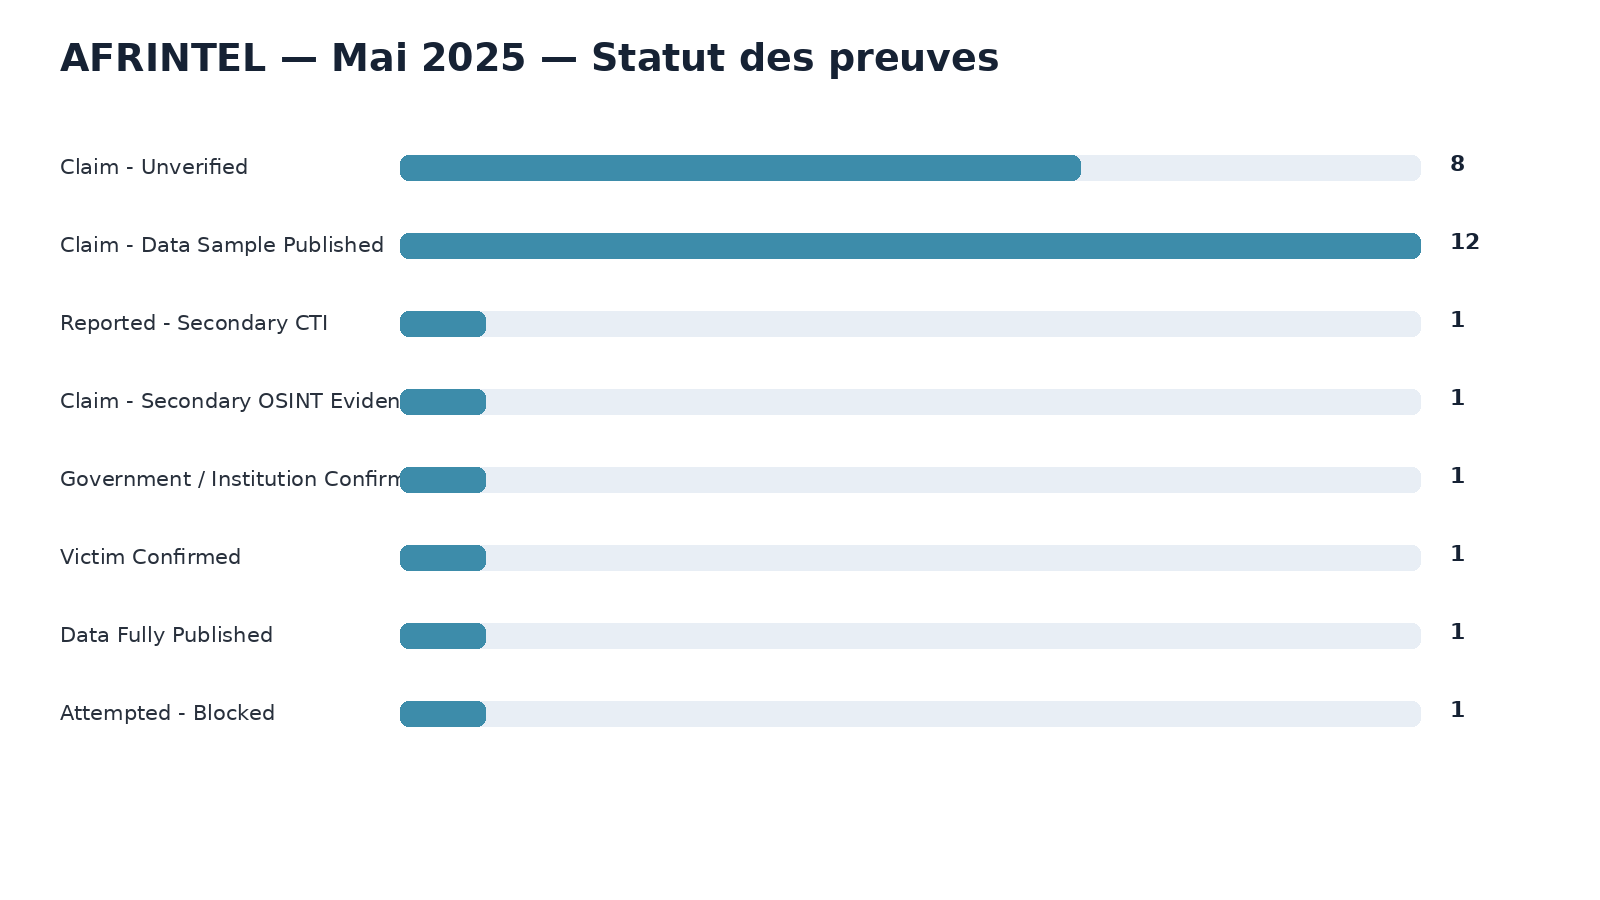 AFRINTEL — Mai 2025 — Statut des preuves
Claim - Unverified 8
Claim - Data Sample Published 12
Reported - Secondary CTI 1
Claim - Secondary OSINT Eviden 1
Government / Institution Confirm 1
Victim Confirmed 1
Data Fully Published 1
Attempted - Blocked 1